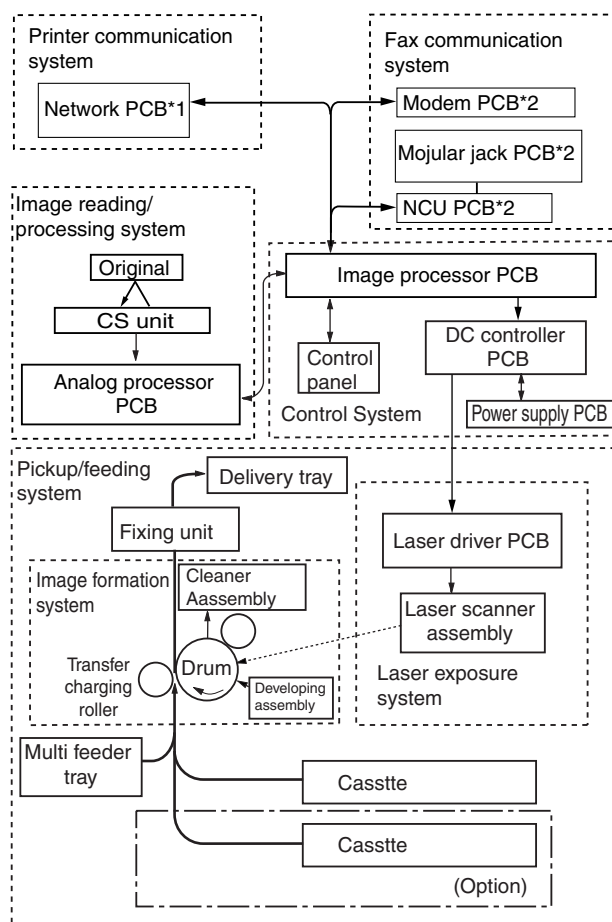 Printer communication
system
Network PCB*1
Fax communication
system
Modem PCB*2
Mojular jack PCB*2
NCU PCB*2
Image reading/
processing system
Original
CS unit
Analog processor
PCB
Image processor PCB
Control
panel
DC controller
PCB
Power supply PCB
Control System
Pickup/feeding
system
Delivery tray
Fixing unit
Image formation
system
Cleaner
Aassembly
Drum
Transfer
charging
roller
Developing
assembly
Laser driver PCB
Laser scanner
assembly
Laser exposure
system
Multi feeder
tray
Casstte
Casstte
(Option)